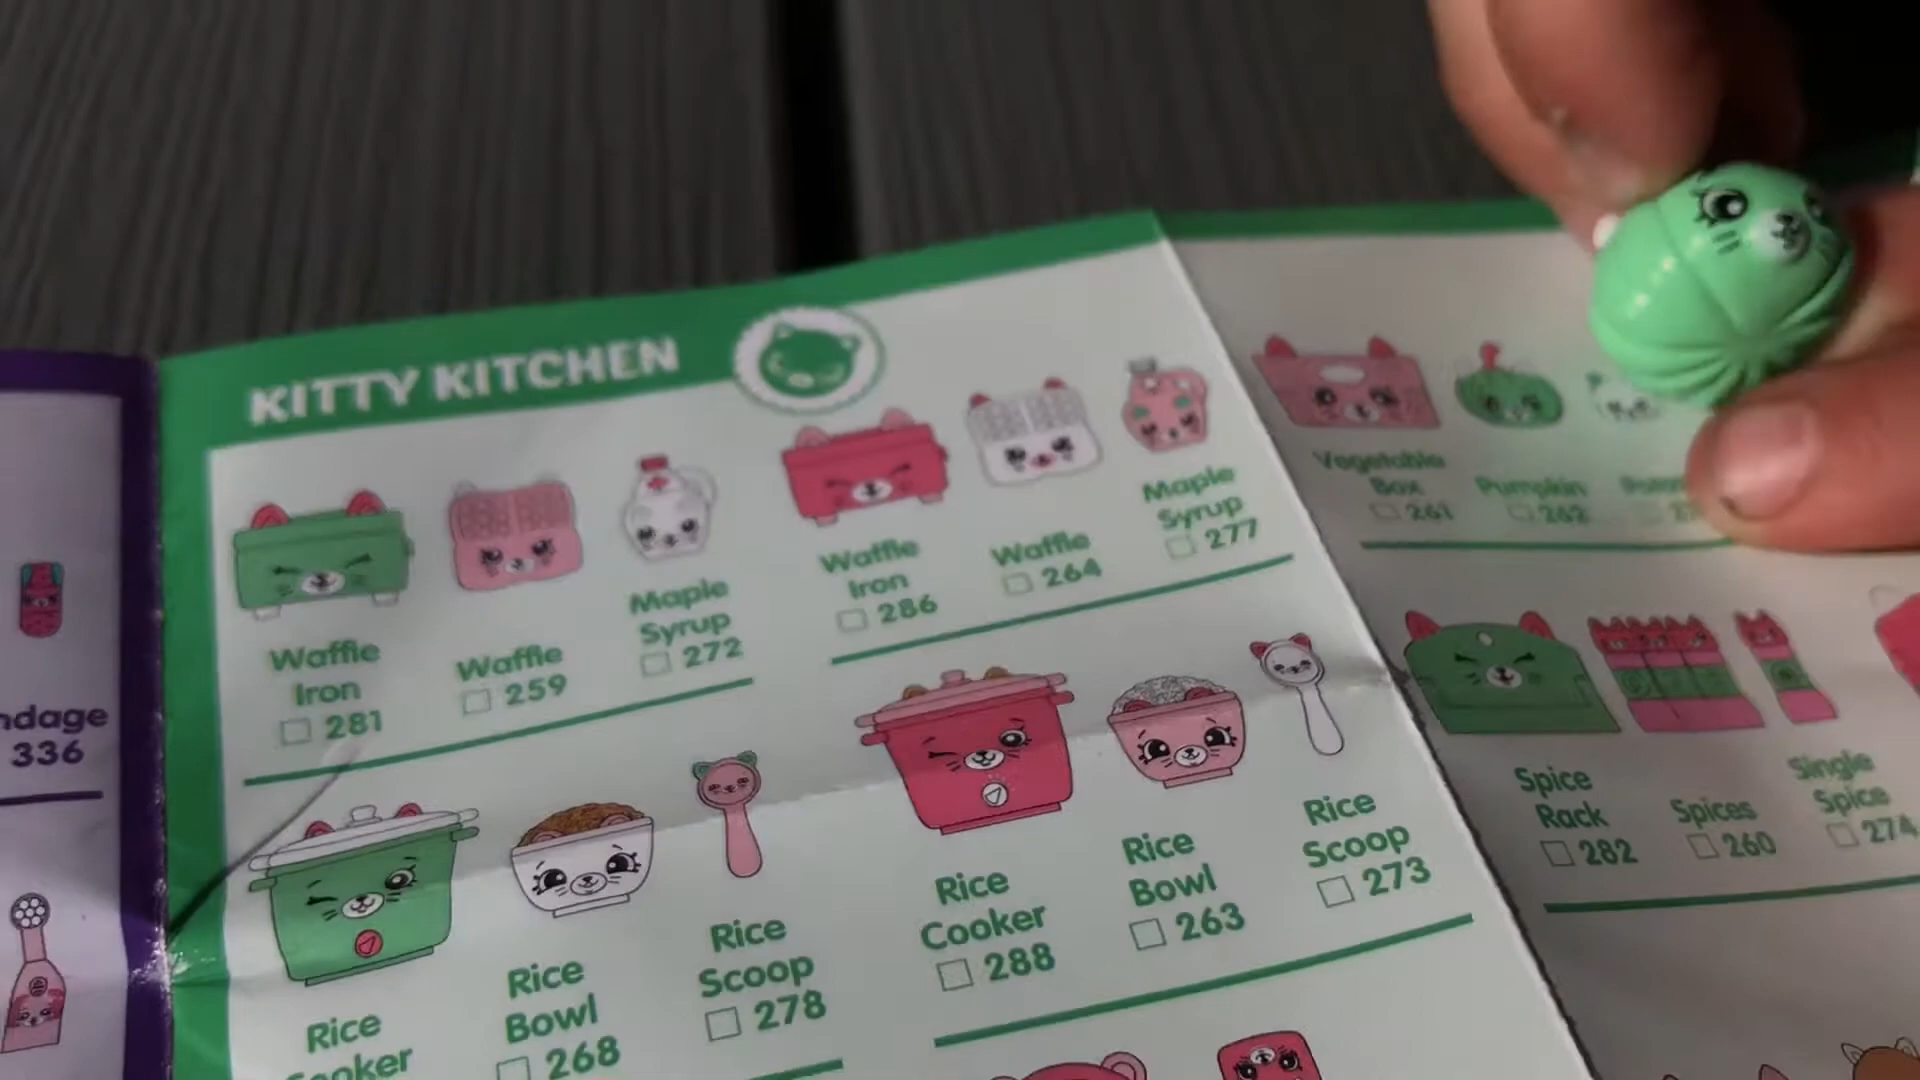 KITTY KITCHEN
Waffle
Iron
281
Waffle
259
Maple
Syrup
272
Waffle
Iron
286
Waffle
264
Maple
Syrup
277
Vegetable
Box
261
Pumpkin
262
Rice
Cooker
Rice
Bowl
268
Rice
Scoop
278
Rice
Cooker
288
Rice
Bowl
263
Rice
Scoop
273
Spice
Rack
282
Spices
260
Single
Spice
274
ndage
336